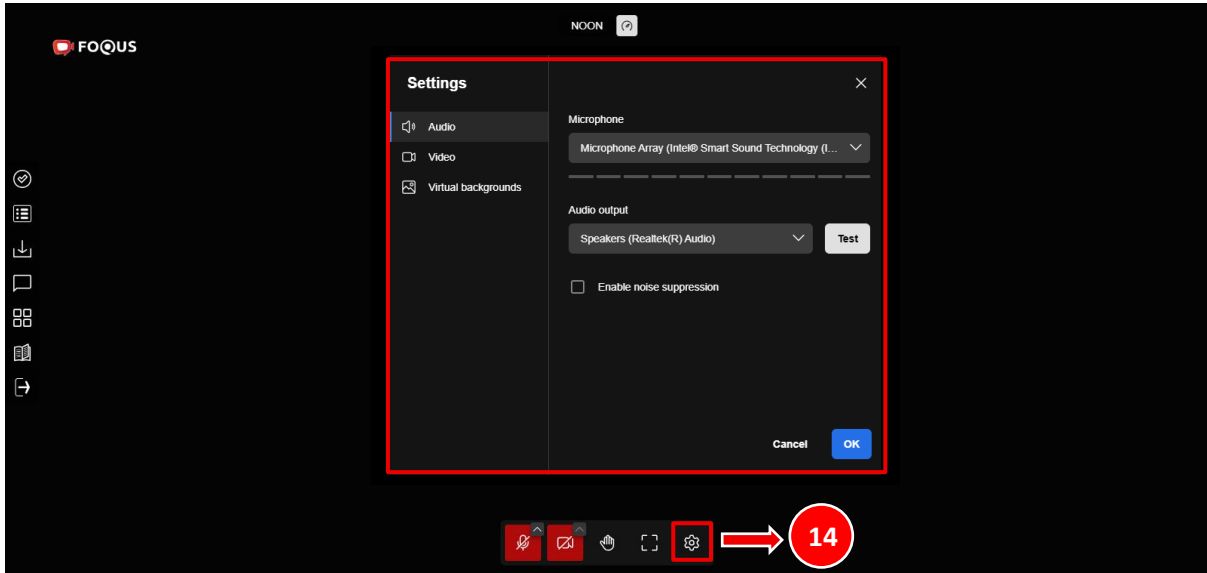 NOON
FOQUS
Settings
Audio
Video
Virtual backgrounds
Microphone
Microphone Array (Intel® Smart Sound Technology (I...
Audio output
Speakers (Realtek(R) Audio)
Test
Enable noise suppression
Cancel
OK
14